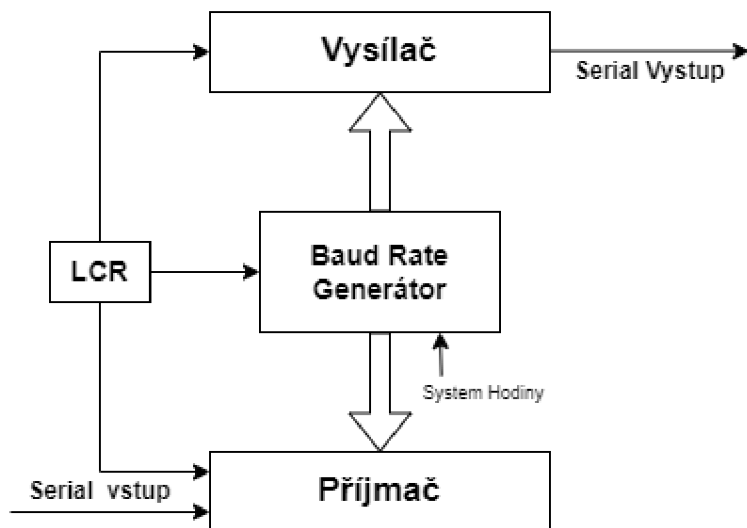 Vysílač
Serial Vystup
LCR
Baud Rate
Generátor
System Hodiny
Serial vstup
Příjmač